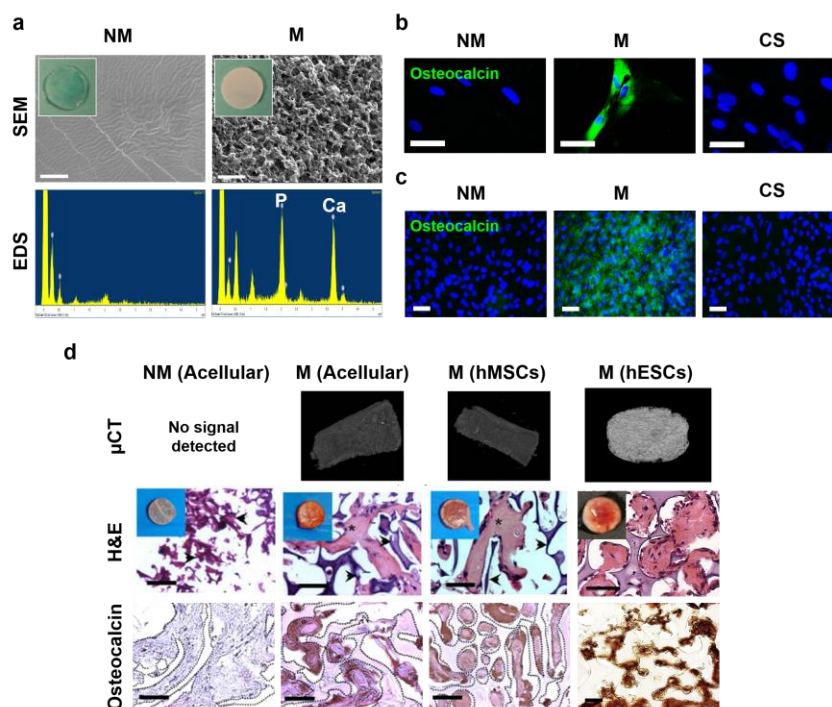 a
NM
M
SEM
EDS
P
Ca
b
NM
M
CS
Osteocalcin
c
NM
M
CS
Osteocalcin
d
NM (Acellular)
M (Acellular)
M (hMSCs)
M (hESCs)
µCT
No signal
detected
H&E
*
*
Osteocalcin